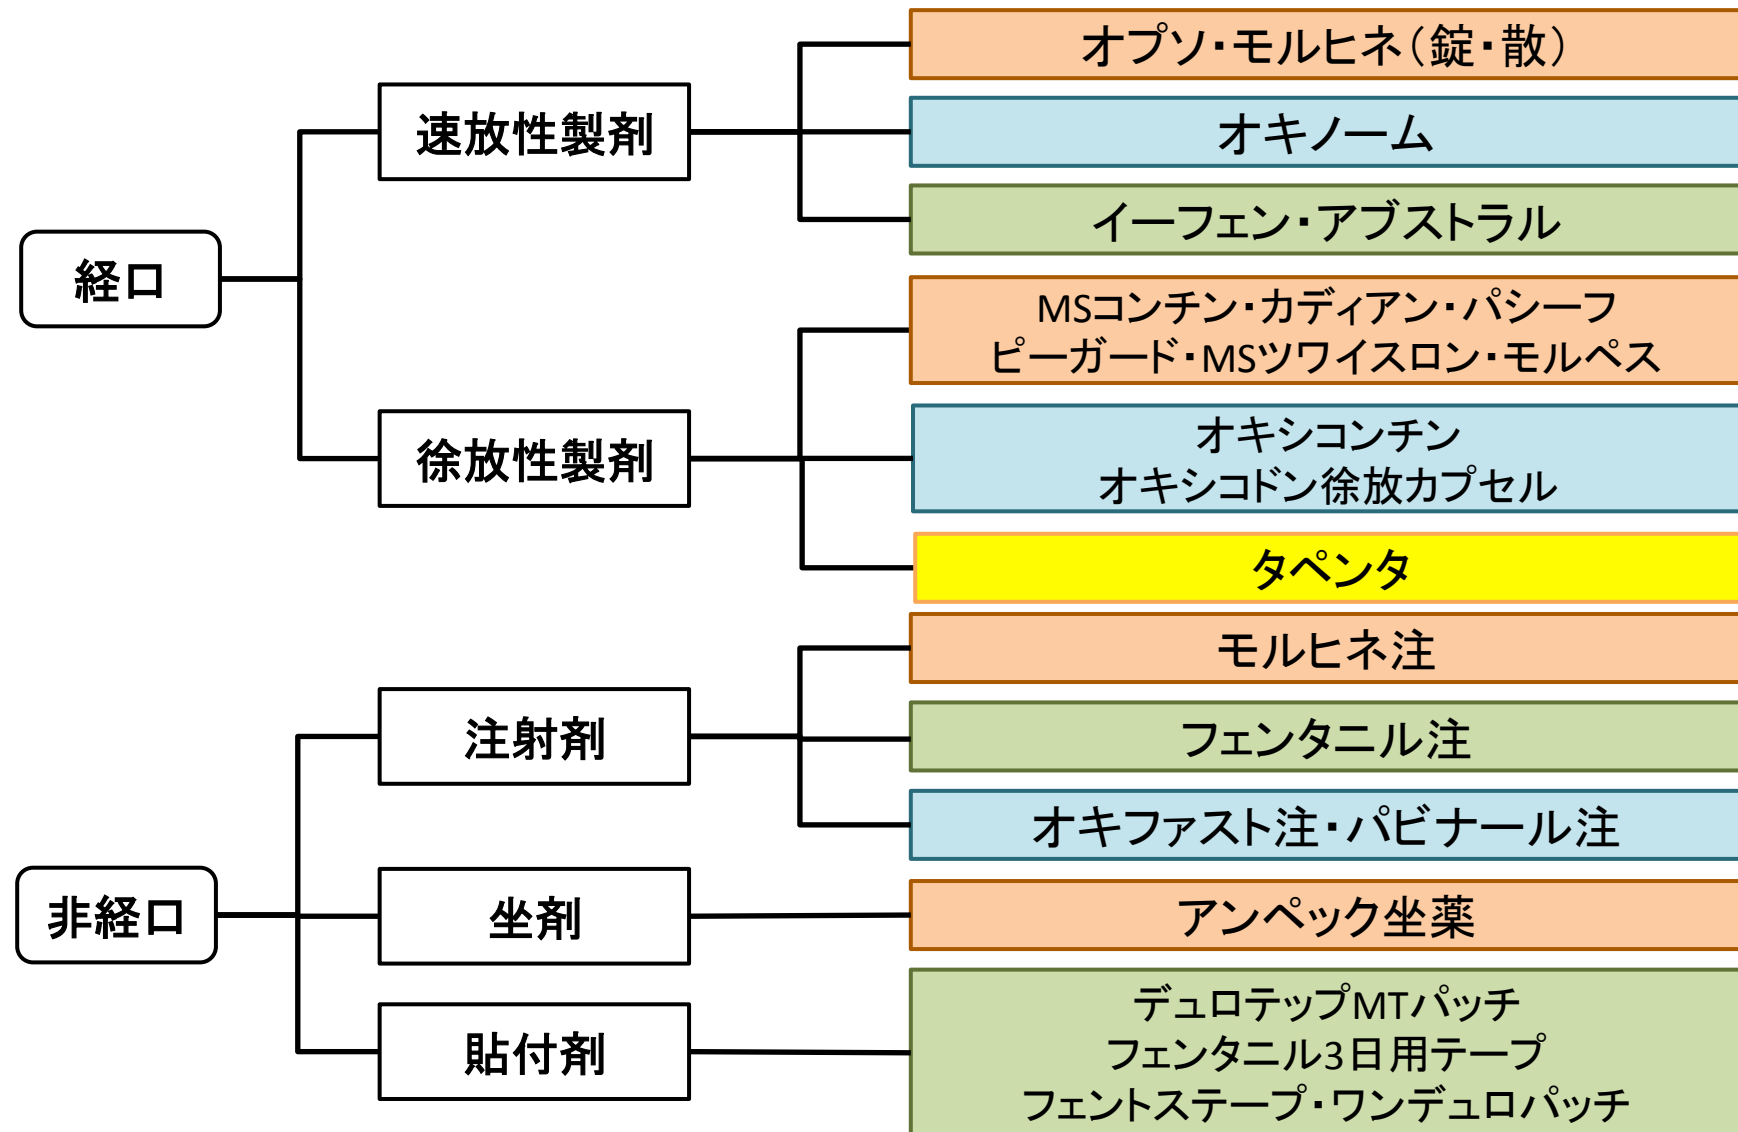 経口
速放性製剤
オプソ・モルヒネ（錠・散）
オキノーム
イーフェン・アブストラル
徐放性製剤
MSコンチン・カディアン・パシーフ
ピーガード・MSツワイスロン・モルペス
オキシコンチン
オキシコドン徐放カプセル
タペンタ
非経口
注射剤
モルヒネ注
フェンタニル注
オキファスト注・パビナール注
坐剤
アンペック坐薬
貼付剤
デュロテップMTパッチ
フェンタニル3日用テープ
フェントステープ・ワンデュロパッチ